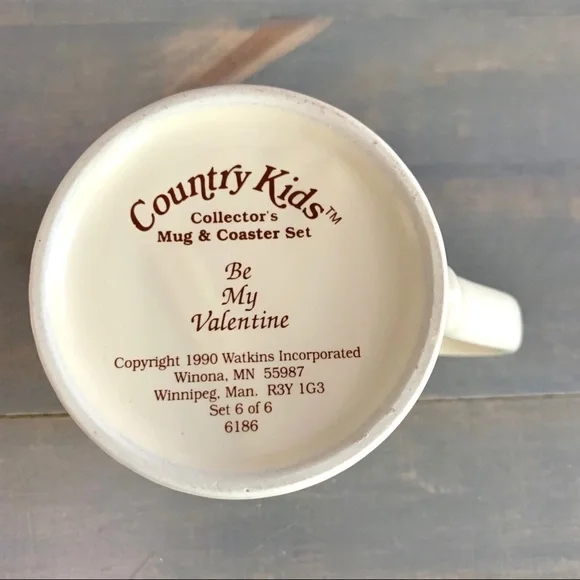 Country Kids™
Collector's
Mug & Coaster Set
Be
My
Valentine
Copyright 1990 Watkins Incorporated
Winona, MN 55987
Winnipeg, Man. R3Y 1G3
Set 6 of 6
6186